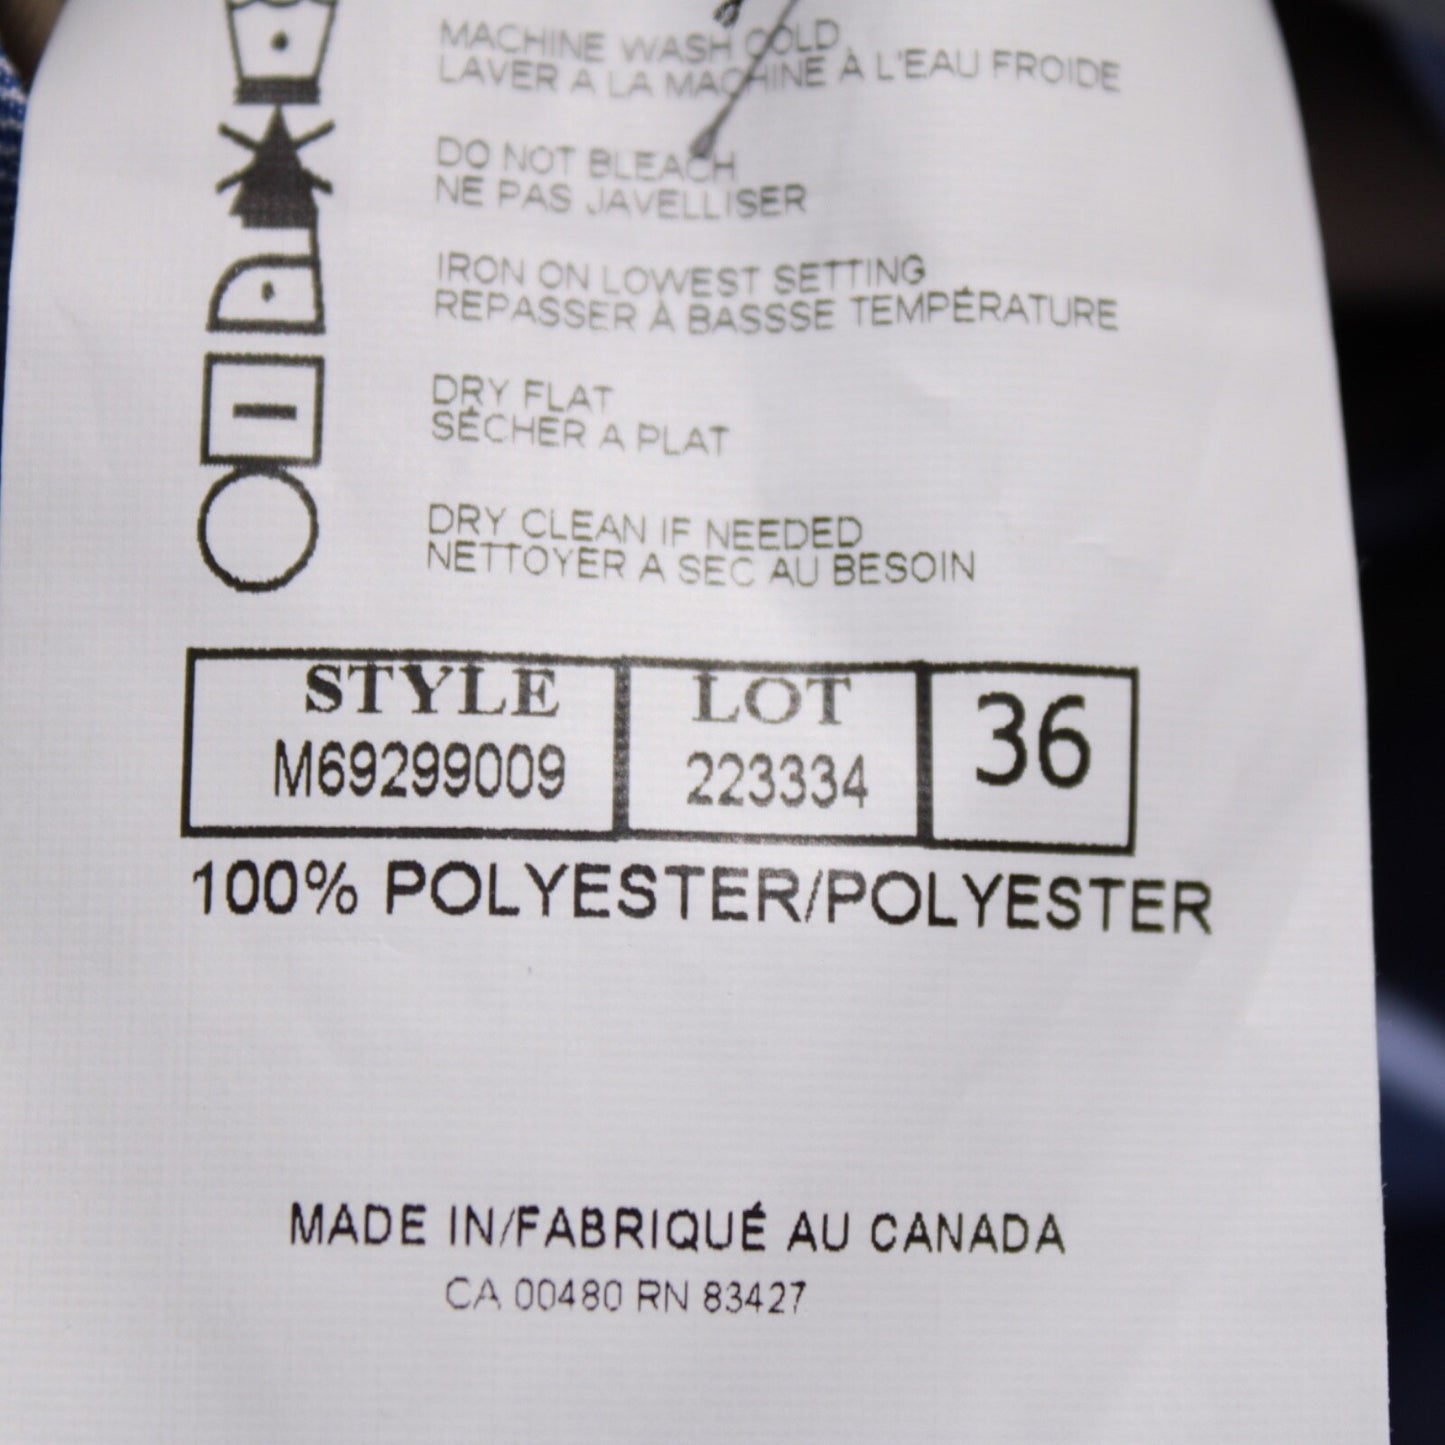 MACHINE WASH COLD
LAVER A LA MACHINE À L'EAU FROIDE
DO NOT BLEACH
NE PAS JAVELLISER
IRON ON LOWEST SETTING
REPASSER À BASSSE TEMPÉRATURE
DRY FLAT
SÉCHER A PLAT
DRY CLEAN IF NEEDED
NETTOYER A SEC AU BESOIN
STYLE
M69299009
LOT
223334
36
100% POLYESTER/POLYESTER
MADE IN/FABRIQUÉ AU CANADA
CA 00480 RN 83427